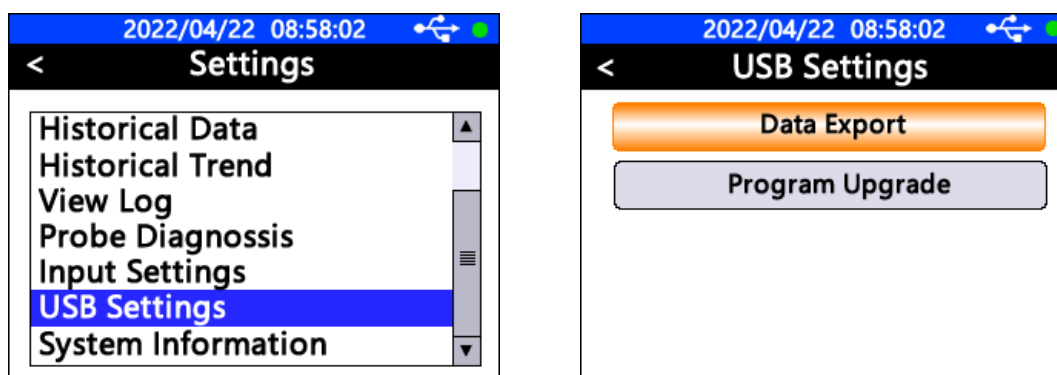 2022/04/22 08:58:02
< Settings
Historical Data
Historical Trend
View Log
Probe Diagnossis
Input Settings
USB Settings
System Information
2022/04/22 08:58:02
< USB Settings
Data Export
Program Upgrade